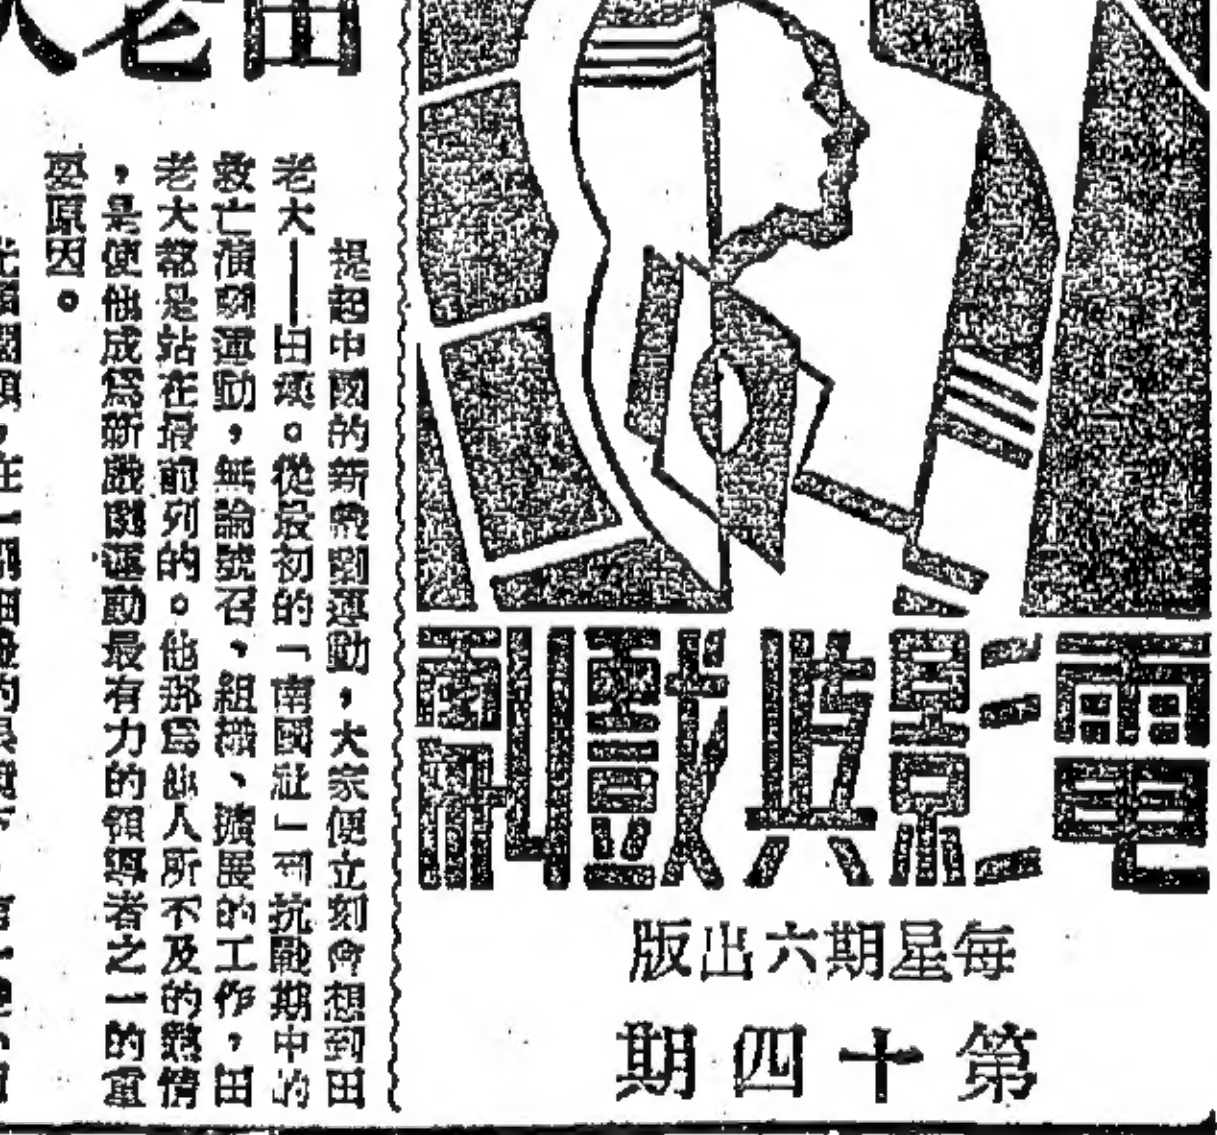 電影與戲劇
每星期六出版
第十四期
田老大
提起中國的新戲劇運動，大家便立刻會想到田
老大——田漢。從最初的「南國社」到抗戰期中的
救亡演劇運動，無論號召、組織、擴展的工作，田
老大都是站在最前列的。他那爲他人所不及的熱情
，是使他成爲新戲劇運動最有力的領導者之一的重
要原因。